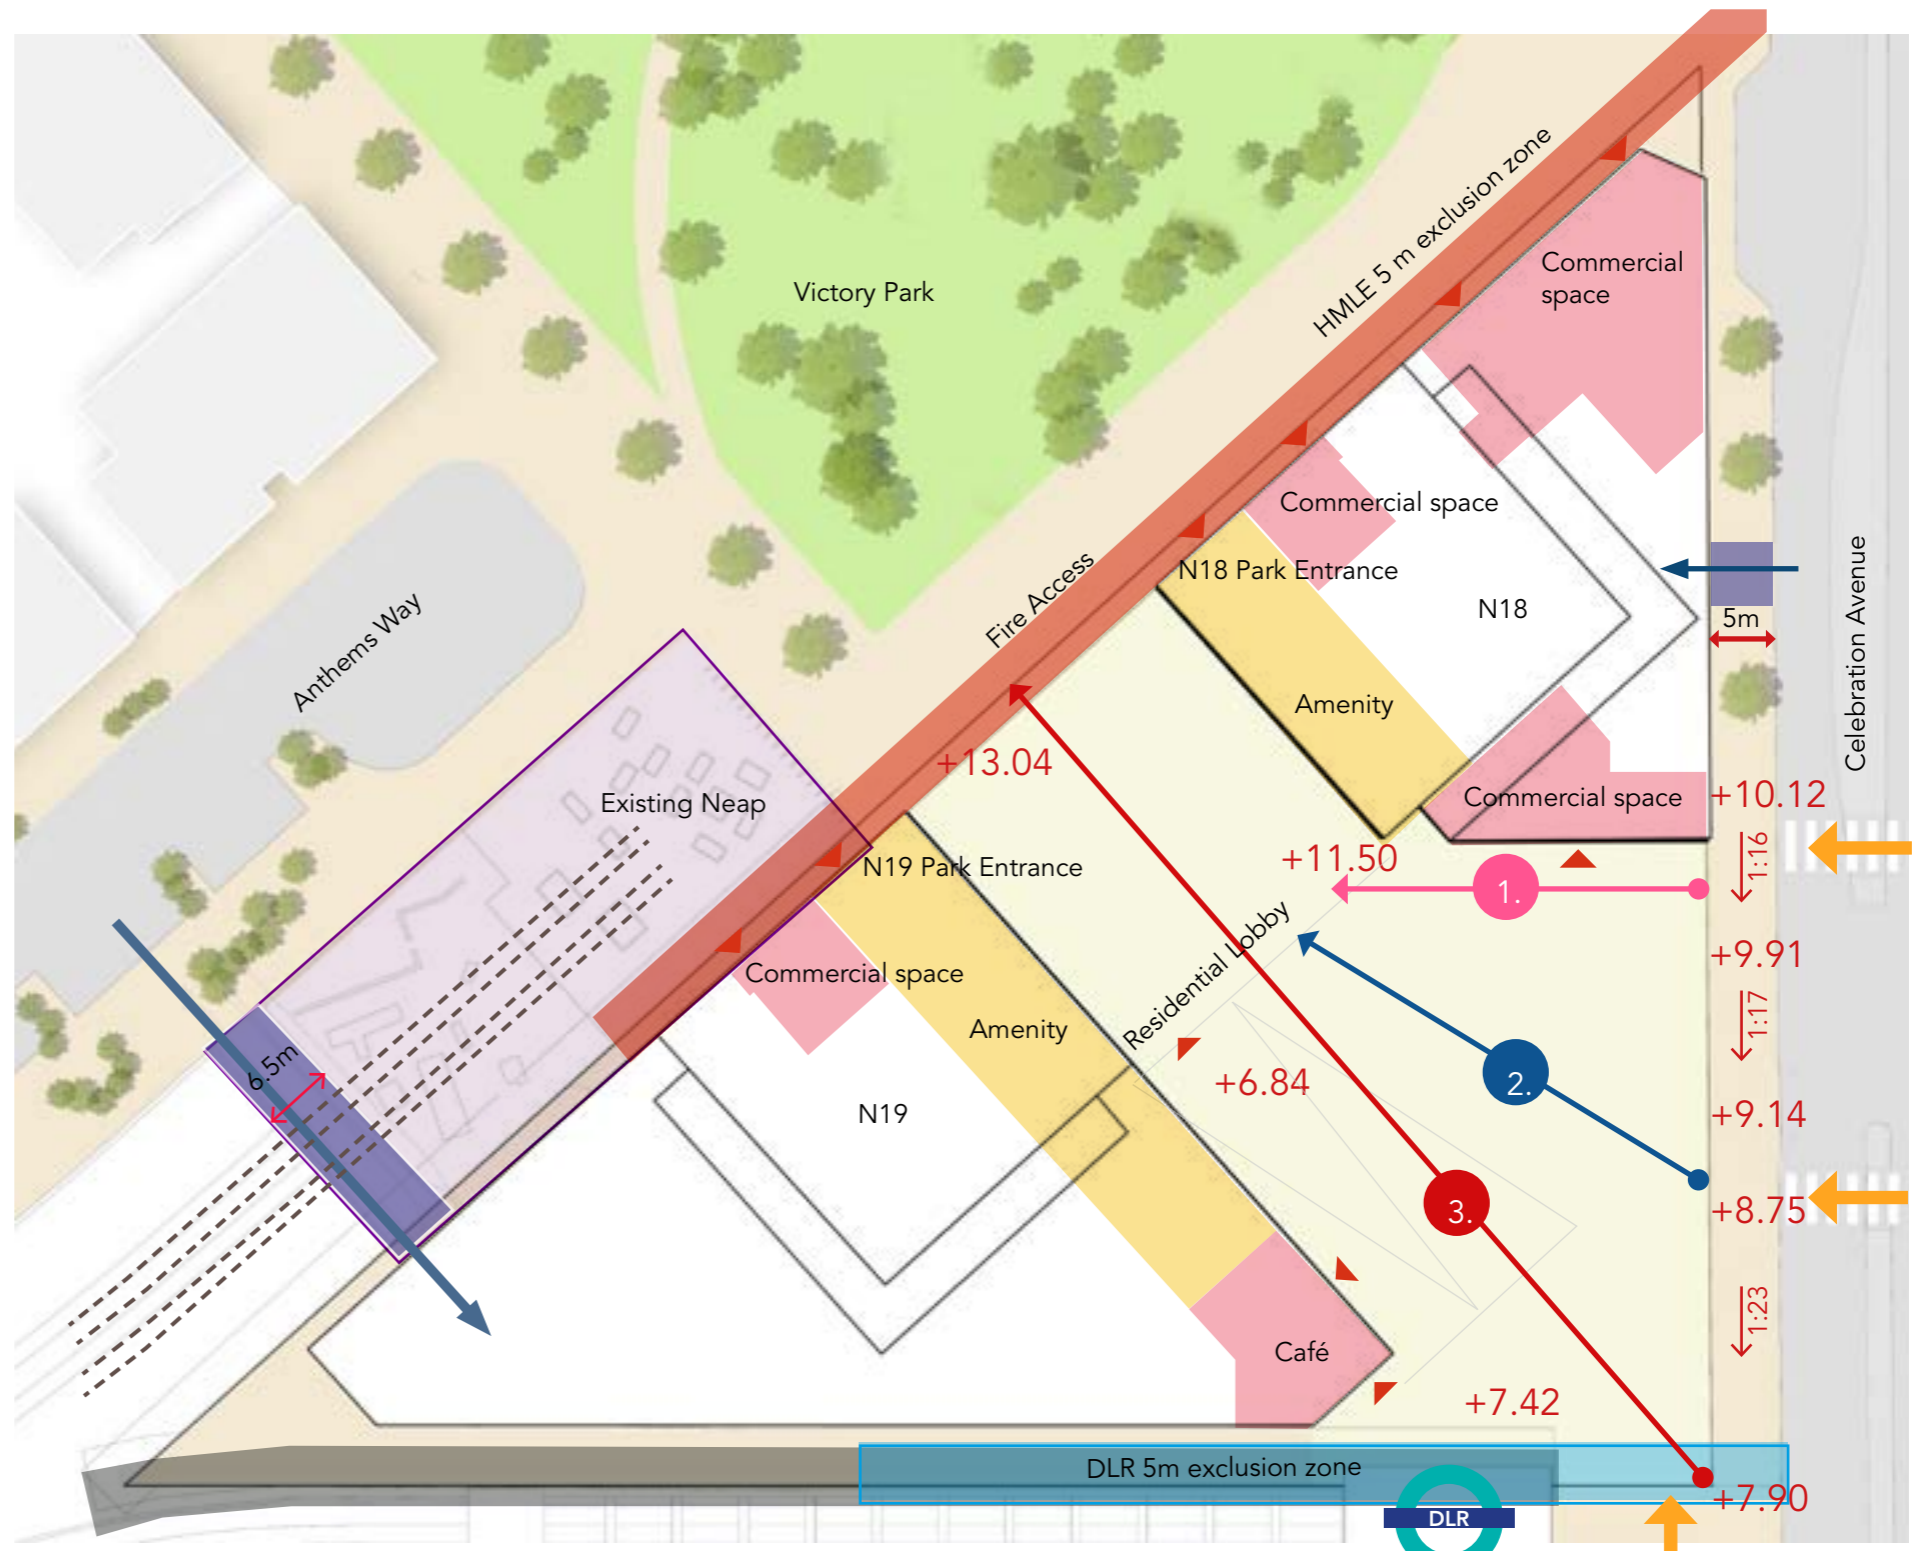 HMLE 5 m exclusion zone
Commercial
space
Victory Park
Commercial space
N18 Park Entrance
Fire Access
N18
5m
Celebration Avenue
Anthems Way
Amenity
+13.04
Existing Neap
Commercial space
+10.12
1:16
+11.50
1.
N19 Park Entrance
Residential Lobby
+9.91
Commercial space
1:17
Amenity
6.5m
+6.84
2.
N19
+9.14
3.
+8.75
1:23
Café
+7.42
DLR 5m exclusion zone
+7.90
DLR